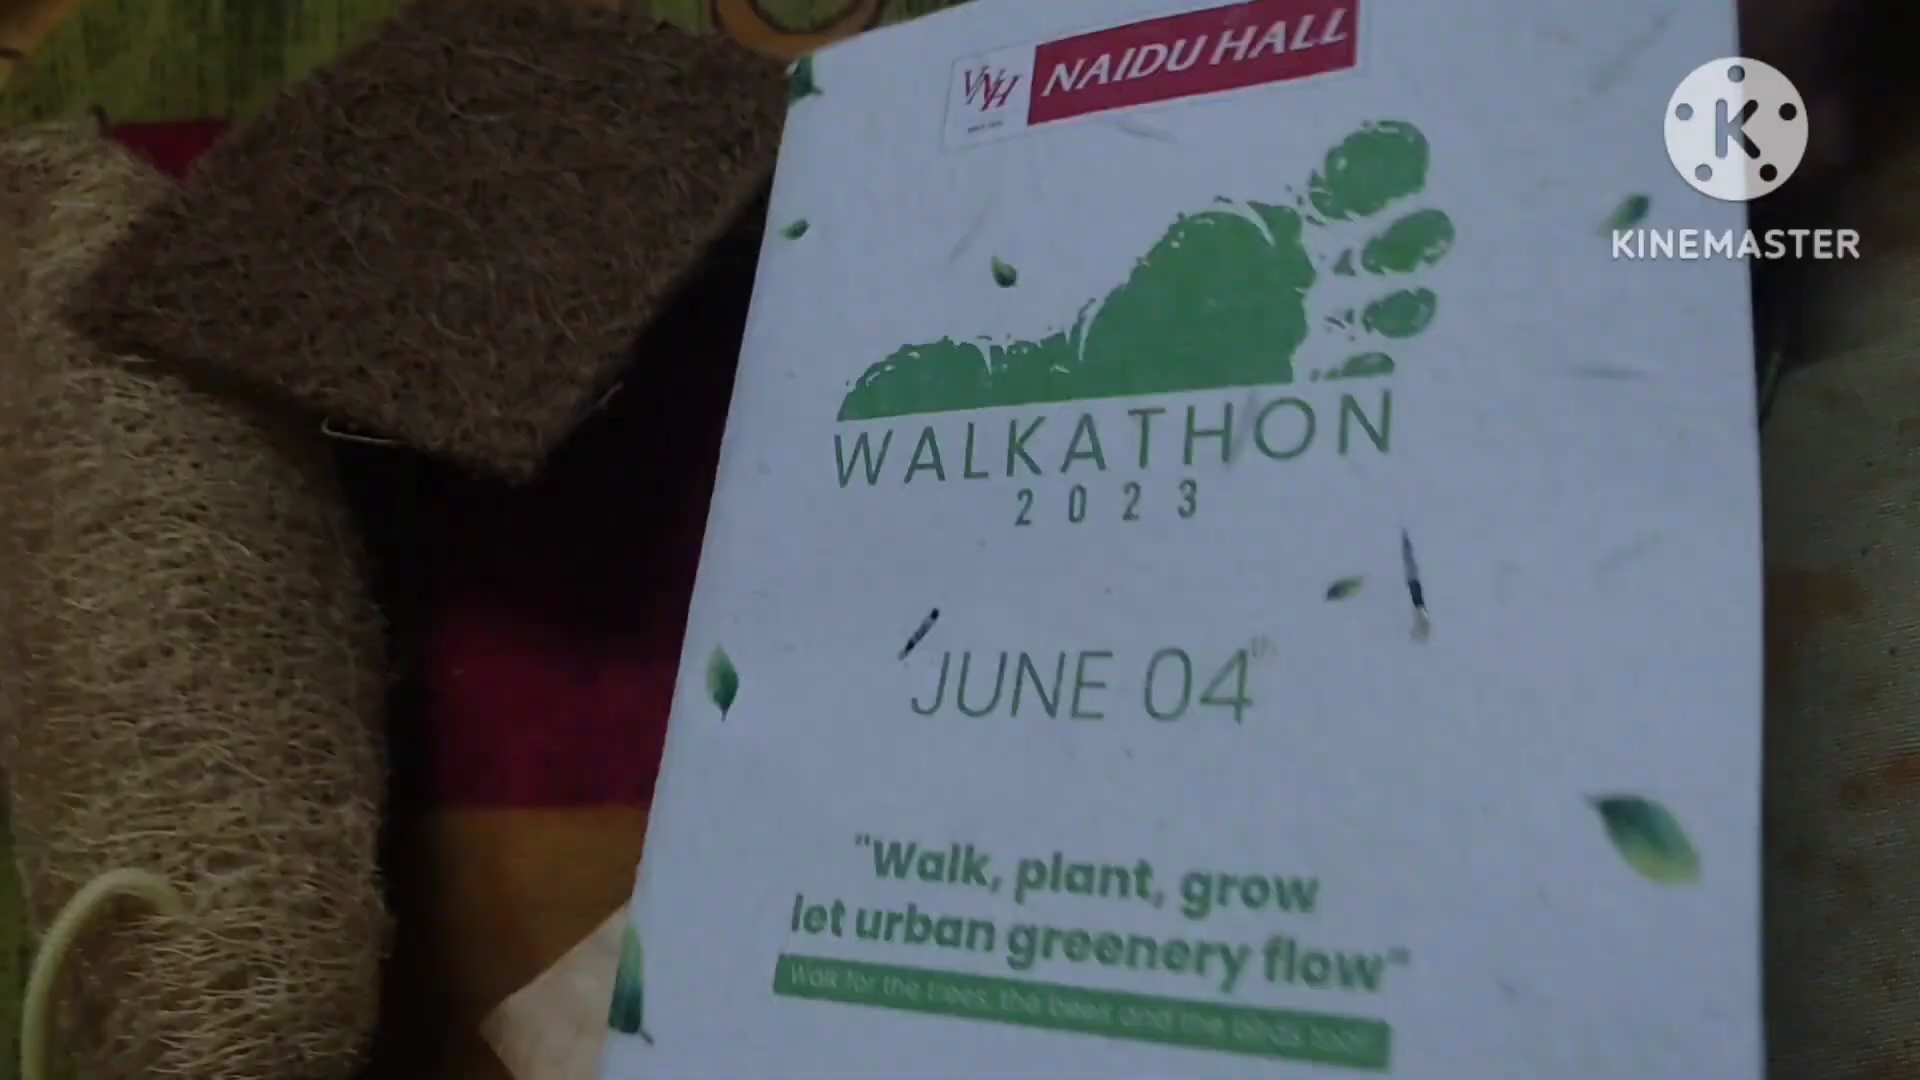 VNH NAIDU HALL
KINEMASTER
WALKATHON
2023
JUNE 04th
"Walk, plant, grow
let urban greenery flow"
Walk for the trees, the bees and the birds too!